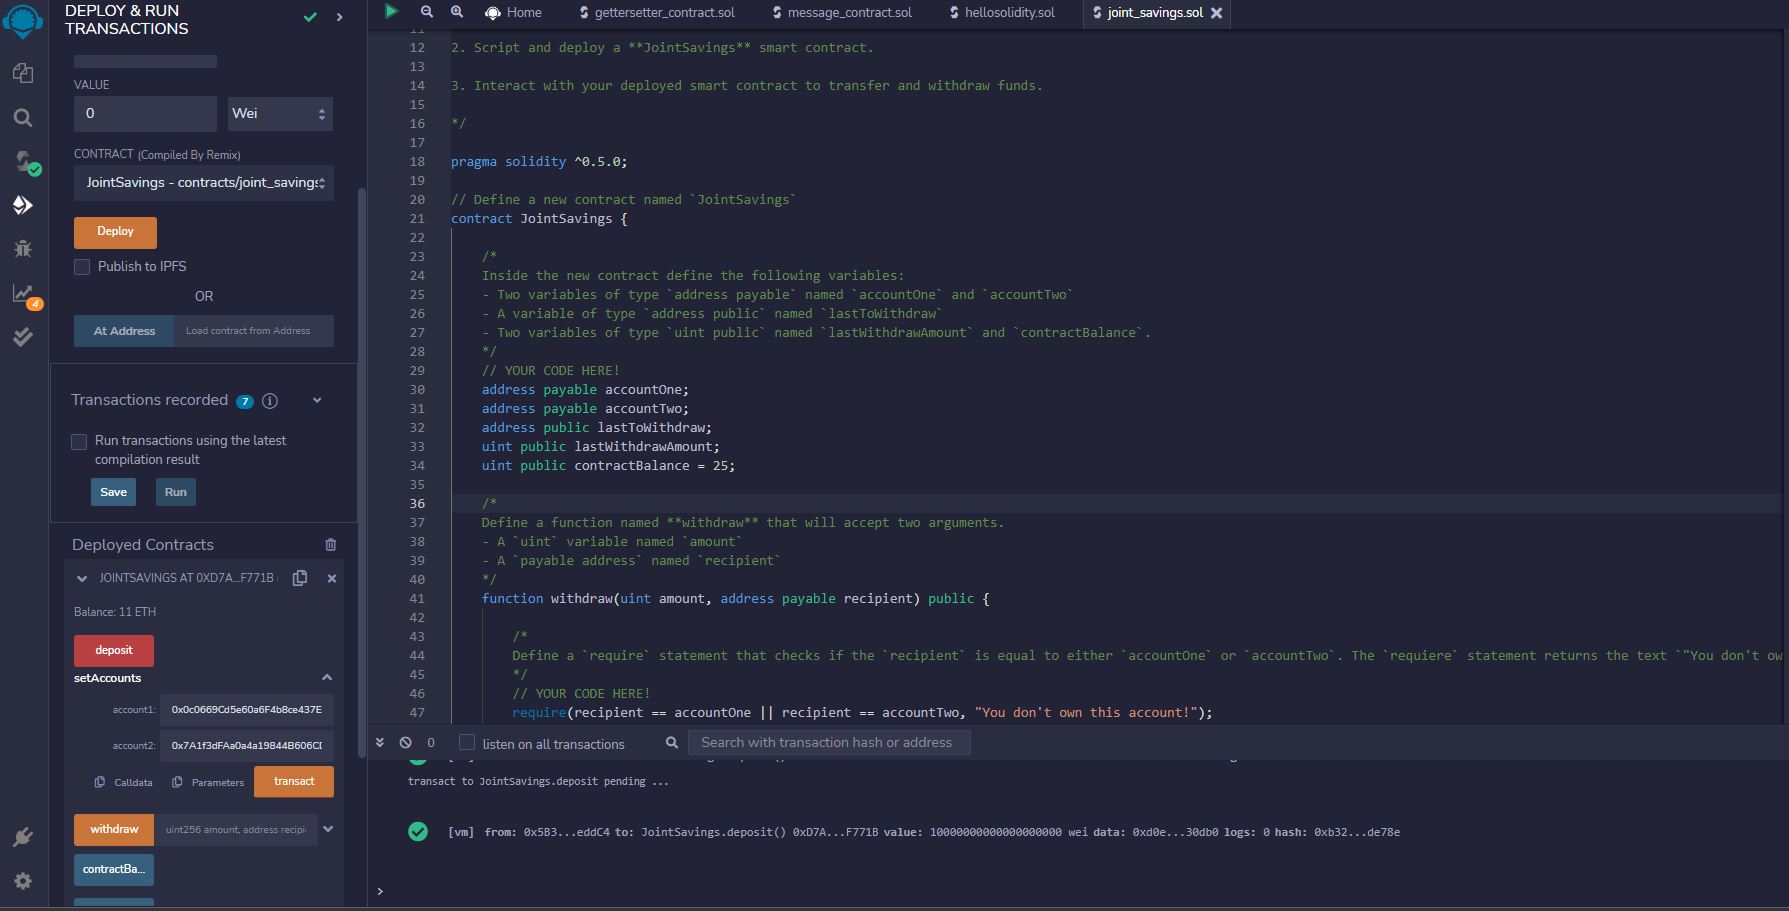 DEPLOY & RUN
TRANSACTIONS
VALUE
0
Wei
CONTRACT (Compiled By Remix)
JointSavings - contracts/joint_savings
Deploy
Publish to IPFS
OR
At Address
Load contract from Address
4
Transactions recorded 7 i
Run transactions using the latest
compilation result
Save
Run
Deployed Contracts
JOINTSAVINGS AT 0XD7A...F771B
Balance: 11 ETH
deposit
setAccounts
account1: 0x0c0669Cd5e60a6F4b8ce437E
account2: 0x7A1f3dFAa0a4a19844B606CD
Calldata
Parameters
transact
withdraw
uint256 amount, address recipi
contractBa...
Home
gettersetter_contract.sol
message_contract.sol
hellosolidity.sol
joint_savings.sol
11
12 2. Script and deploy a **JointSavings** smart contract.
13
14 3. Interact with your deployed smart contract to transfer and withdraw funds.
15
16 */
17
18 pragma solidity ^0.5.0;
19
20 // Define a new contract named `JointSavings`
21 contract JointSavings {
22
23 /*
24 Inside the new contract define the following variables:
25 - Two variables of type `address payable` named `accountOne` and `accountTwo`
26 - A variable of type `address public` named `lastToWithdraw`
27 - Two variables of type `uint public` named `lastWithdrawAmount` and `contractBalance`.
28 */
29 // YOUR CODE HERE!
30 address payable accountOne;
31 address payable accountTwo;
32 address public lastToWithdraw;
33 uint public lastWithdrawAmount;
34 uint public contractBalance = 25;
35
36 /*
37 Define a function named **withdraw** that will accept two arguments.
38 - A `uint` variable named `amount`
39 - A `payable address` named `recipient`
40 */
41 function withdraw(uint amount, address payable recipient) public {
42
43 /*
44 Define a `require` statement that checks if the `recipient` is equal to either `accountOne` or `accountTwo`. The `requiere` statement returns the text `"You don't ow
45 */
46 // YOUR CODE HERE!
47 require(recipient == accountOne || recipient == accountTwo, "You don't own this account!");
0
listen on all transactions
Search with transaction hash or address
transact to JointSavings.deposit pending ...
[vm] from: 0x5B3...eddC4 to: JointSavings.deposit() 0xD7A...F771B value: 10000000000000000000 wei data: 0xd0e...30db0 logs: 0 hash: 0xb32...de78e
>